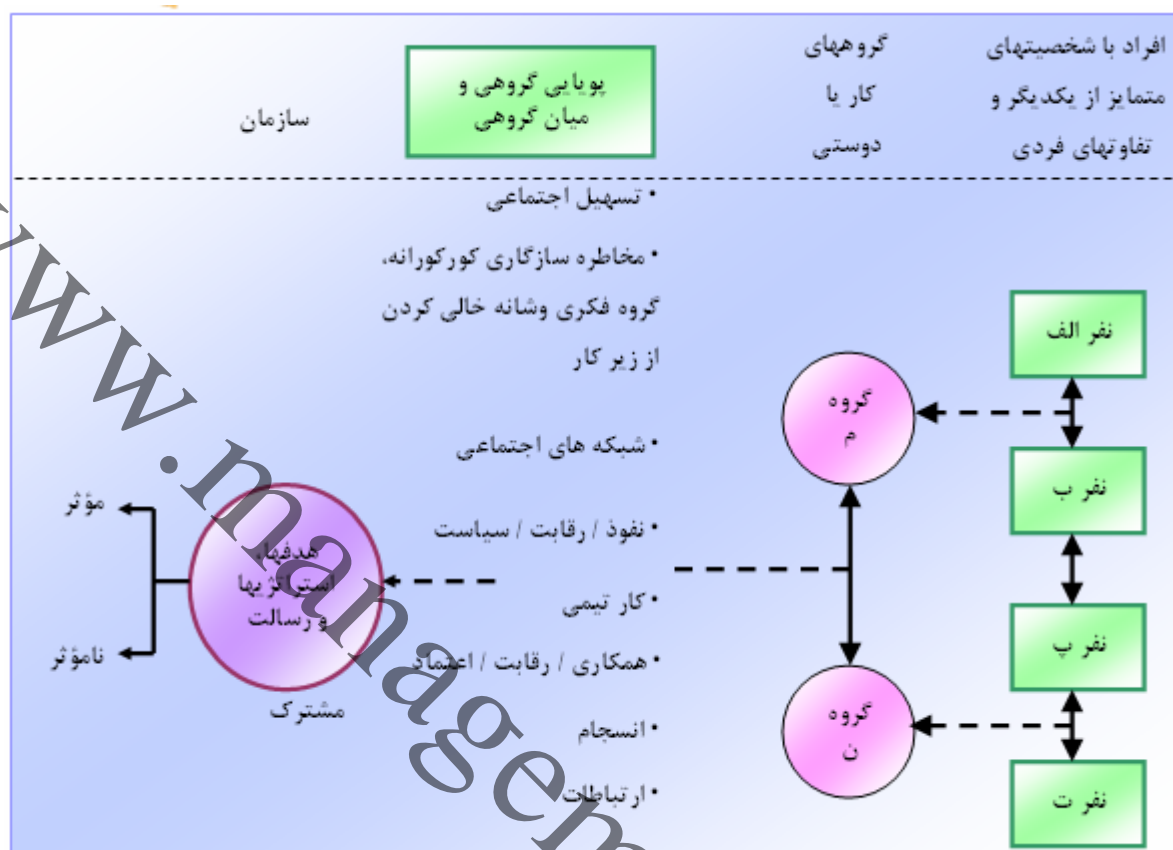 افراد با شخصیتهای
متمایز از یکدیگر و
تفاوتهای فردی
گروههای
کار یا
دوستی
پویایی گروهی و
میان گروهی
سازمان
• تسهیل اجتماعی
• مخاطره سازگاری کورکورانه،
گروه فکری وشانه خالی کردن
از زیر کار
• شبکه های اجتماعی
• نفوذ / رقابت / سیاست
• کار تیمی
• همکاری / رقابت / اعتماد
• انسجام
• ارتباطات
نفر الف
نفر ب
نفر پ
نفر ت
گروه
م
گروه
ن
هدفها،
استراتژیها
و رسالت
مشترک
مؤثر
نامؤثر
www.managem